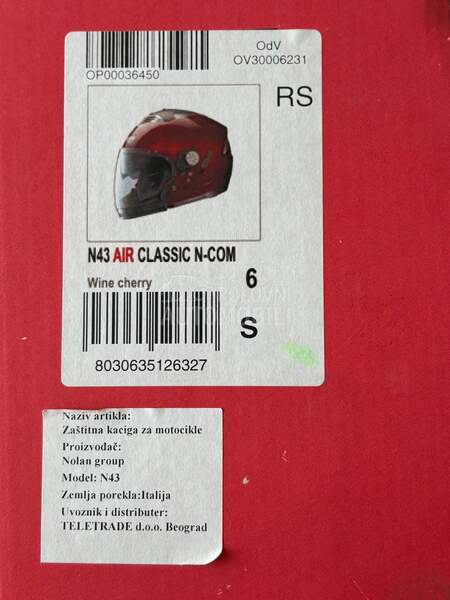 OdV
OP00036450
OV30006231
RS
N43 AIR CLASSIC N-COM
Wine cherry
6
S
8030635126327
Naziv artikla:
Zaštitna kaciga za motocikle
Proizvođač:
Nolan group
Model: N43
Zemlja porekla:Italija
Uvoznik i distributer:
TELETRADE d.o.o. Beograd